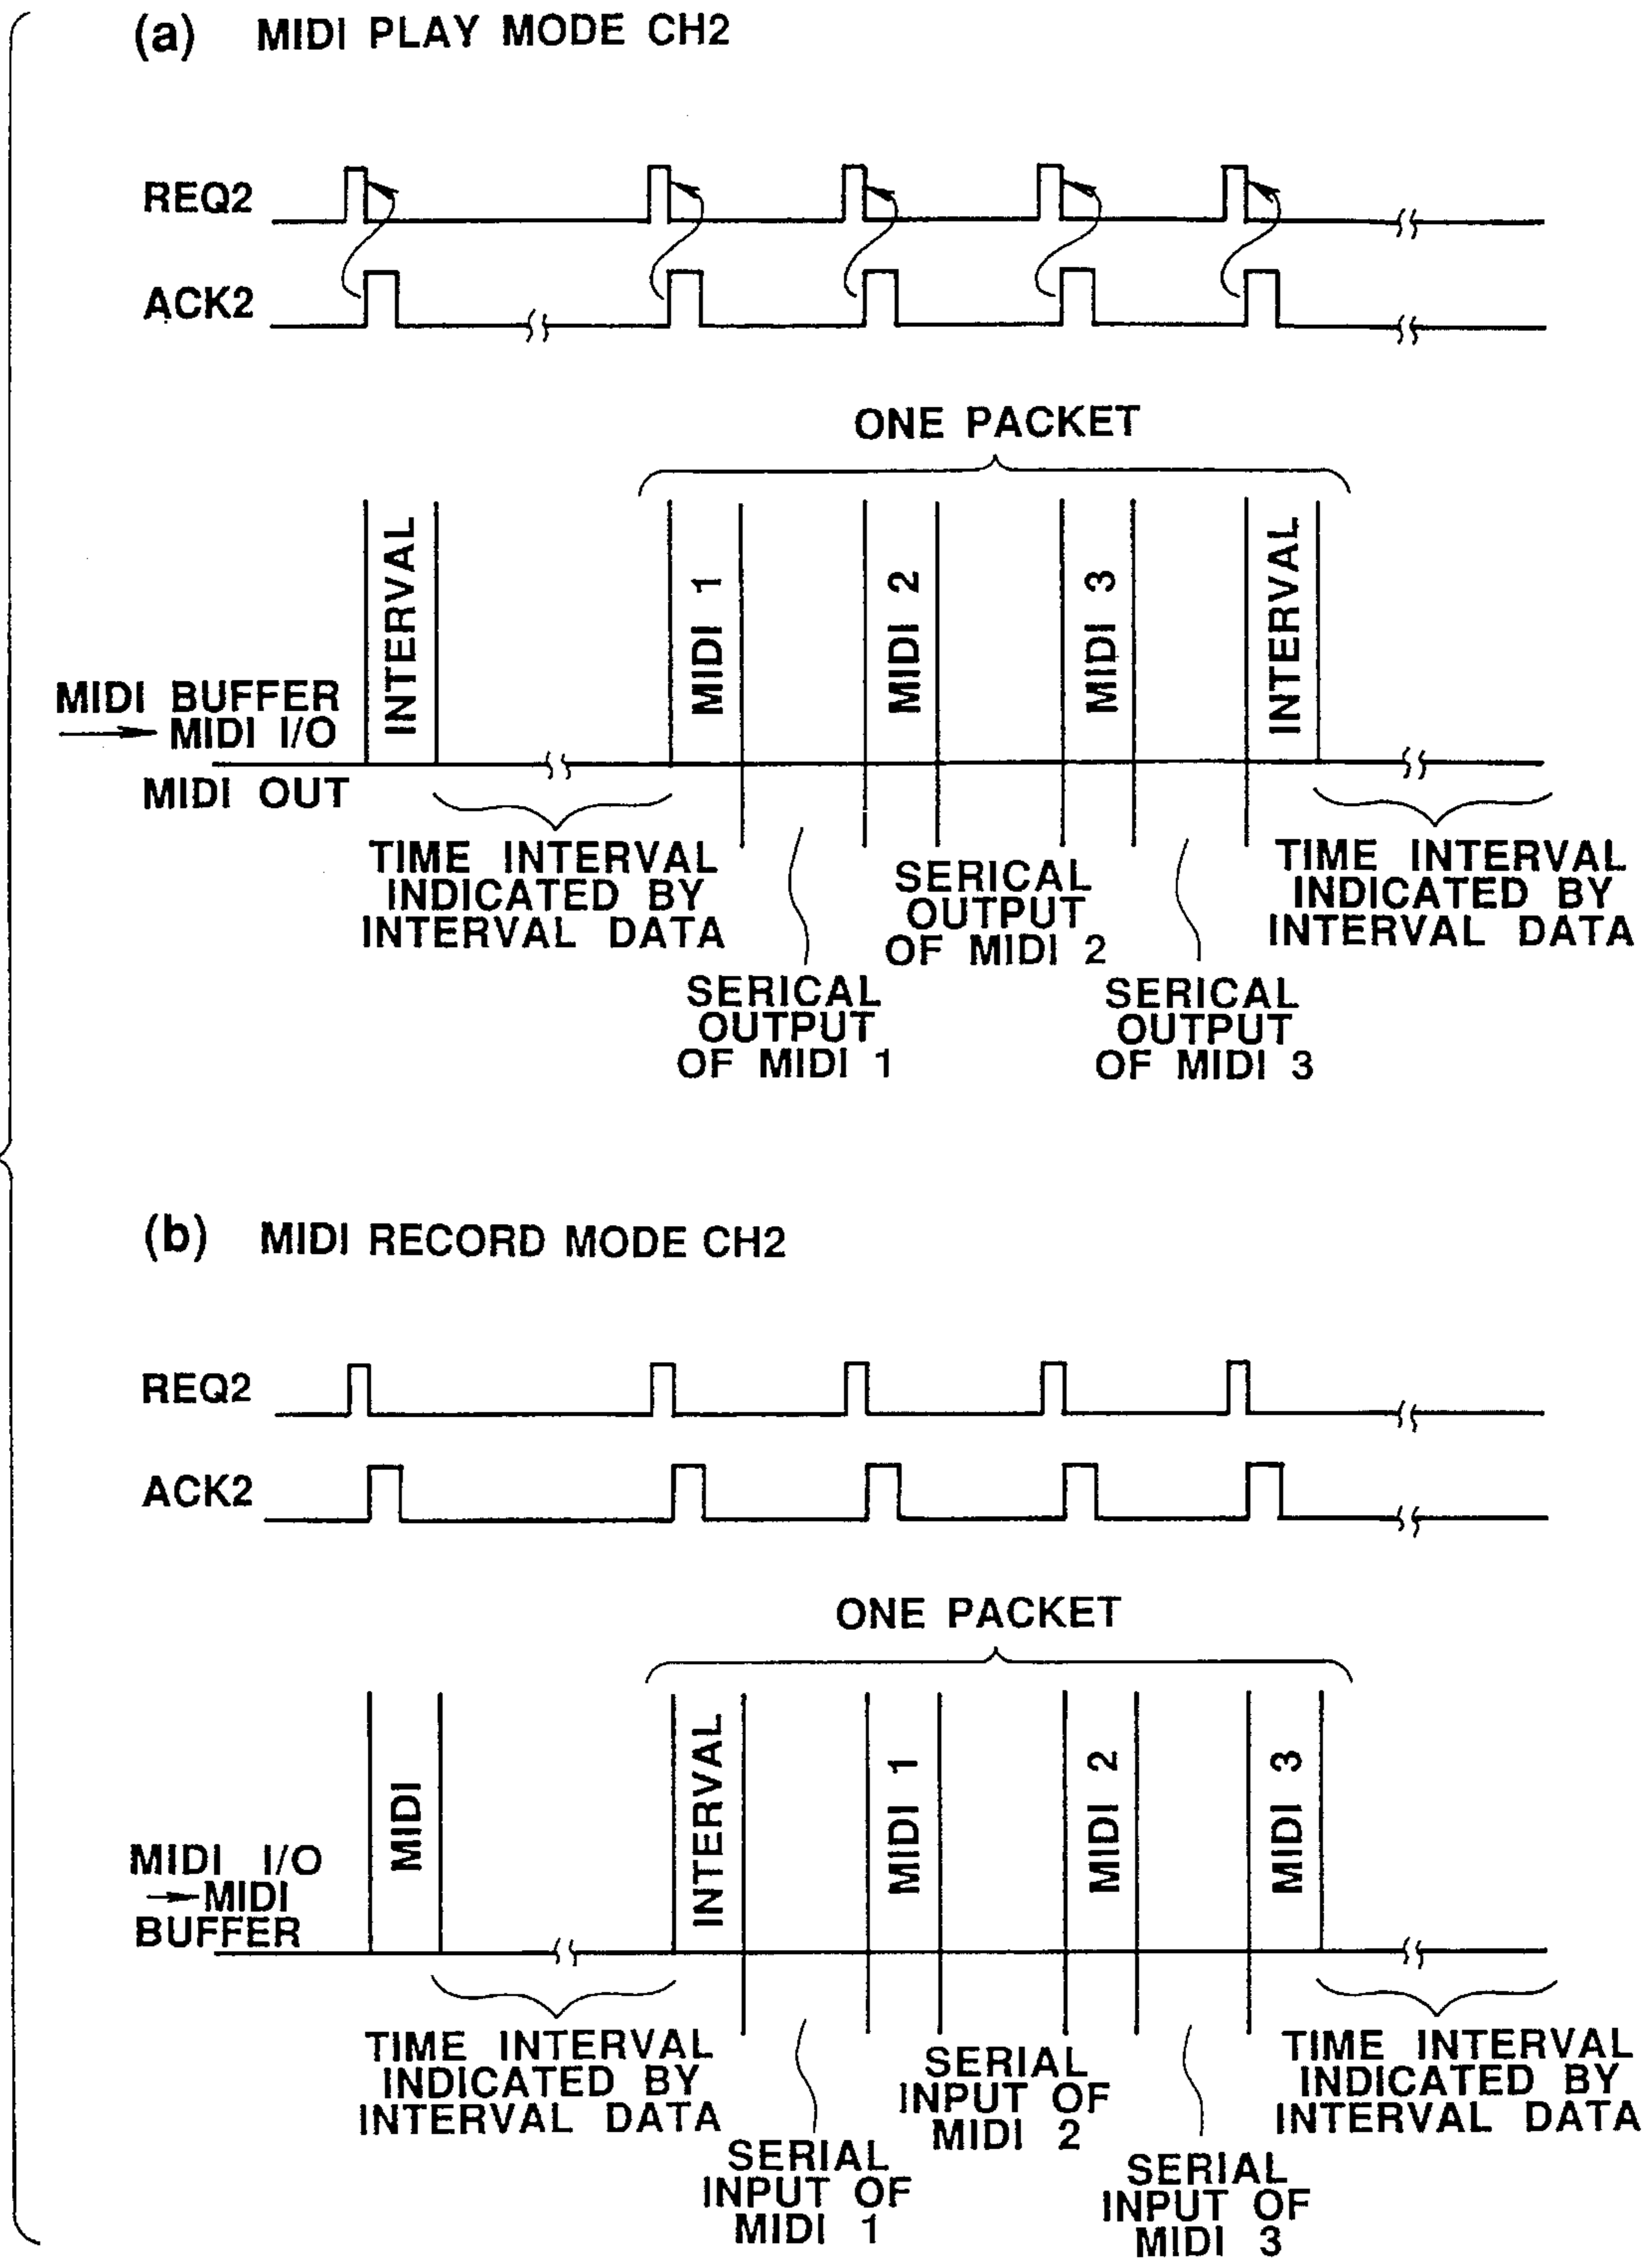 (a) MIDI PLAY MODE CH2
REQ2
ACK2
ONE PACKET
INTERVAL
MIDI 1
MIDI 2
MIDI 3
INTERVAL
MIDI BUFFER
→ MIDI I/O
MIDI OUT
TIME INTERVAL
INDICATED BY
INTERVAL DATA
SERICAL
OUTPUT
OF MIDI 1
SERICAL
OUTPUT
OF MIDI 2
SERICAL
OUTPUT
OF MIDI 3
TIME INTERVAL
INDICATED BY
INTERVAL DATA
(b) MIDI RECORD MODE CH2
REQ2
ACK2
ONE PACKET
MIDI
INTERVAL
MIDI 1
MIDI 2
MIDI 3
MIDI I/O
→MIDI
BUFFER
TIME INTERVAL
INDICATED BY
INTERVAL DATA
SERIAL
INPUT OF
MIDI 1
SERIAL
INPUT OF
MIDI 2
SERIAL
INPUT OF
MIDI 3
TIME INTERVAL
INDICATED BY
INTERVAL DATA